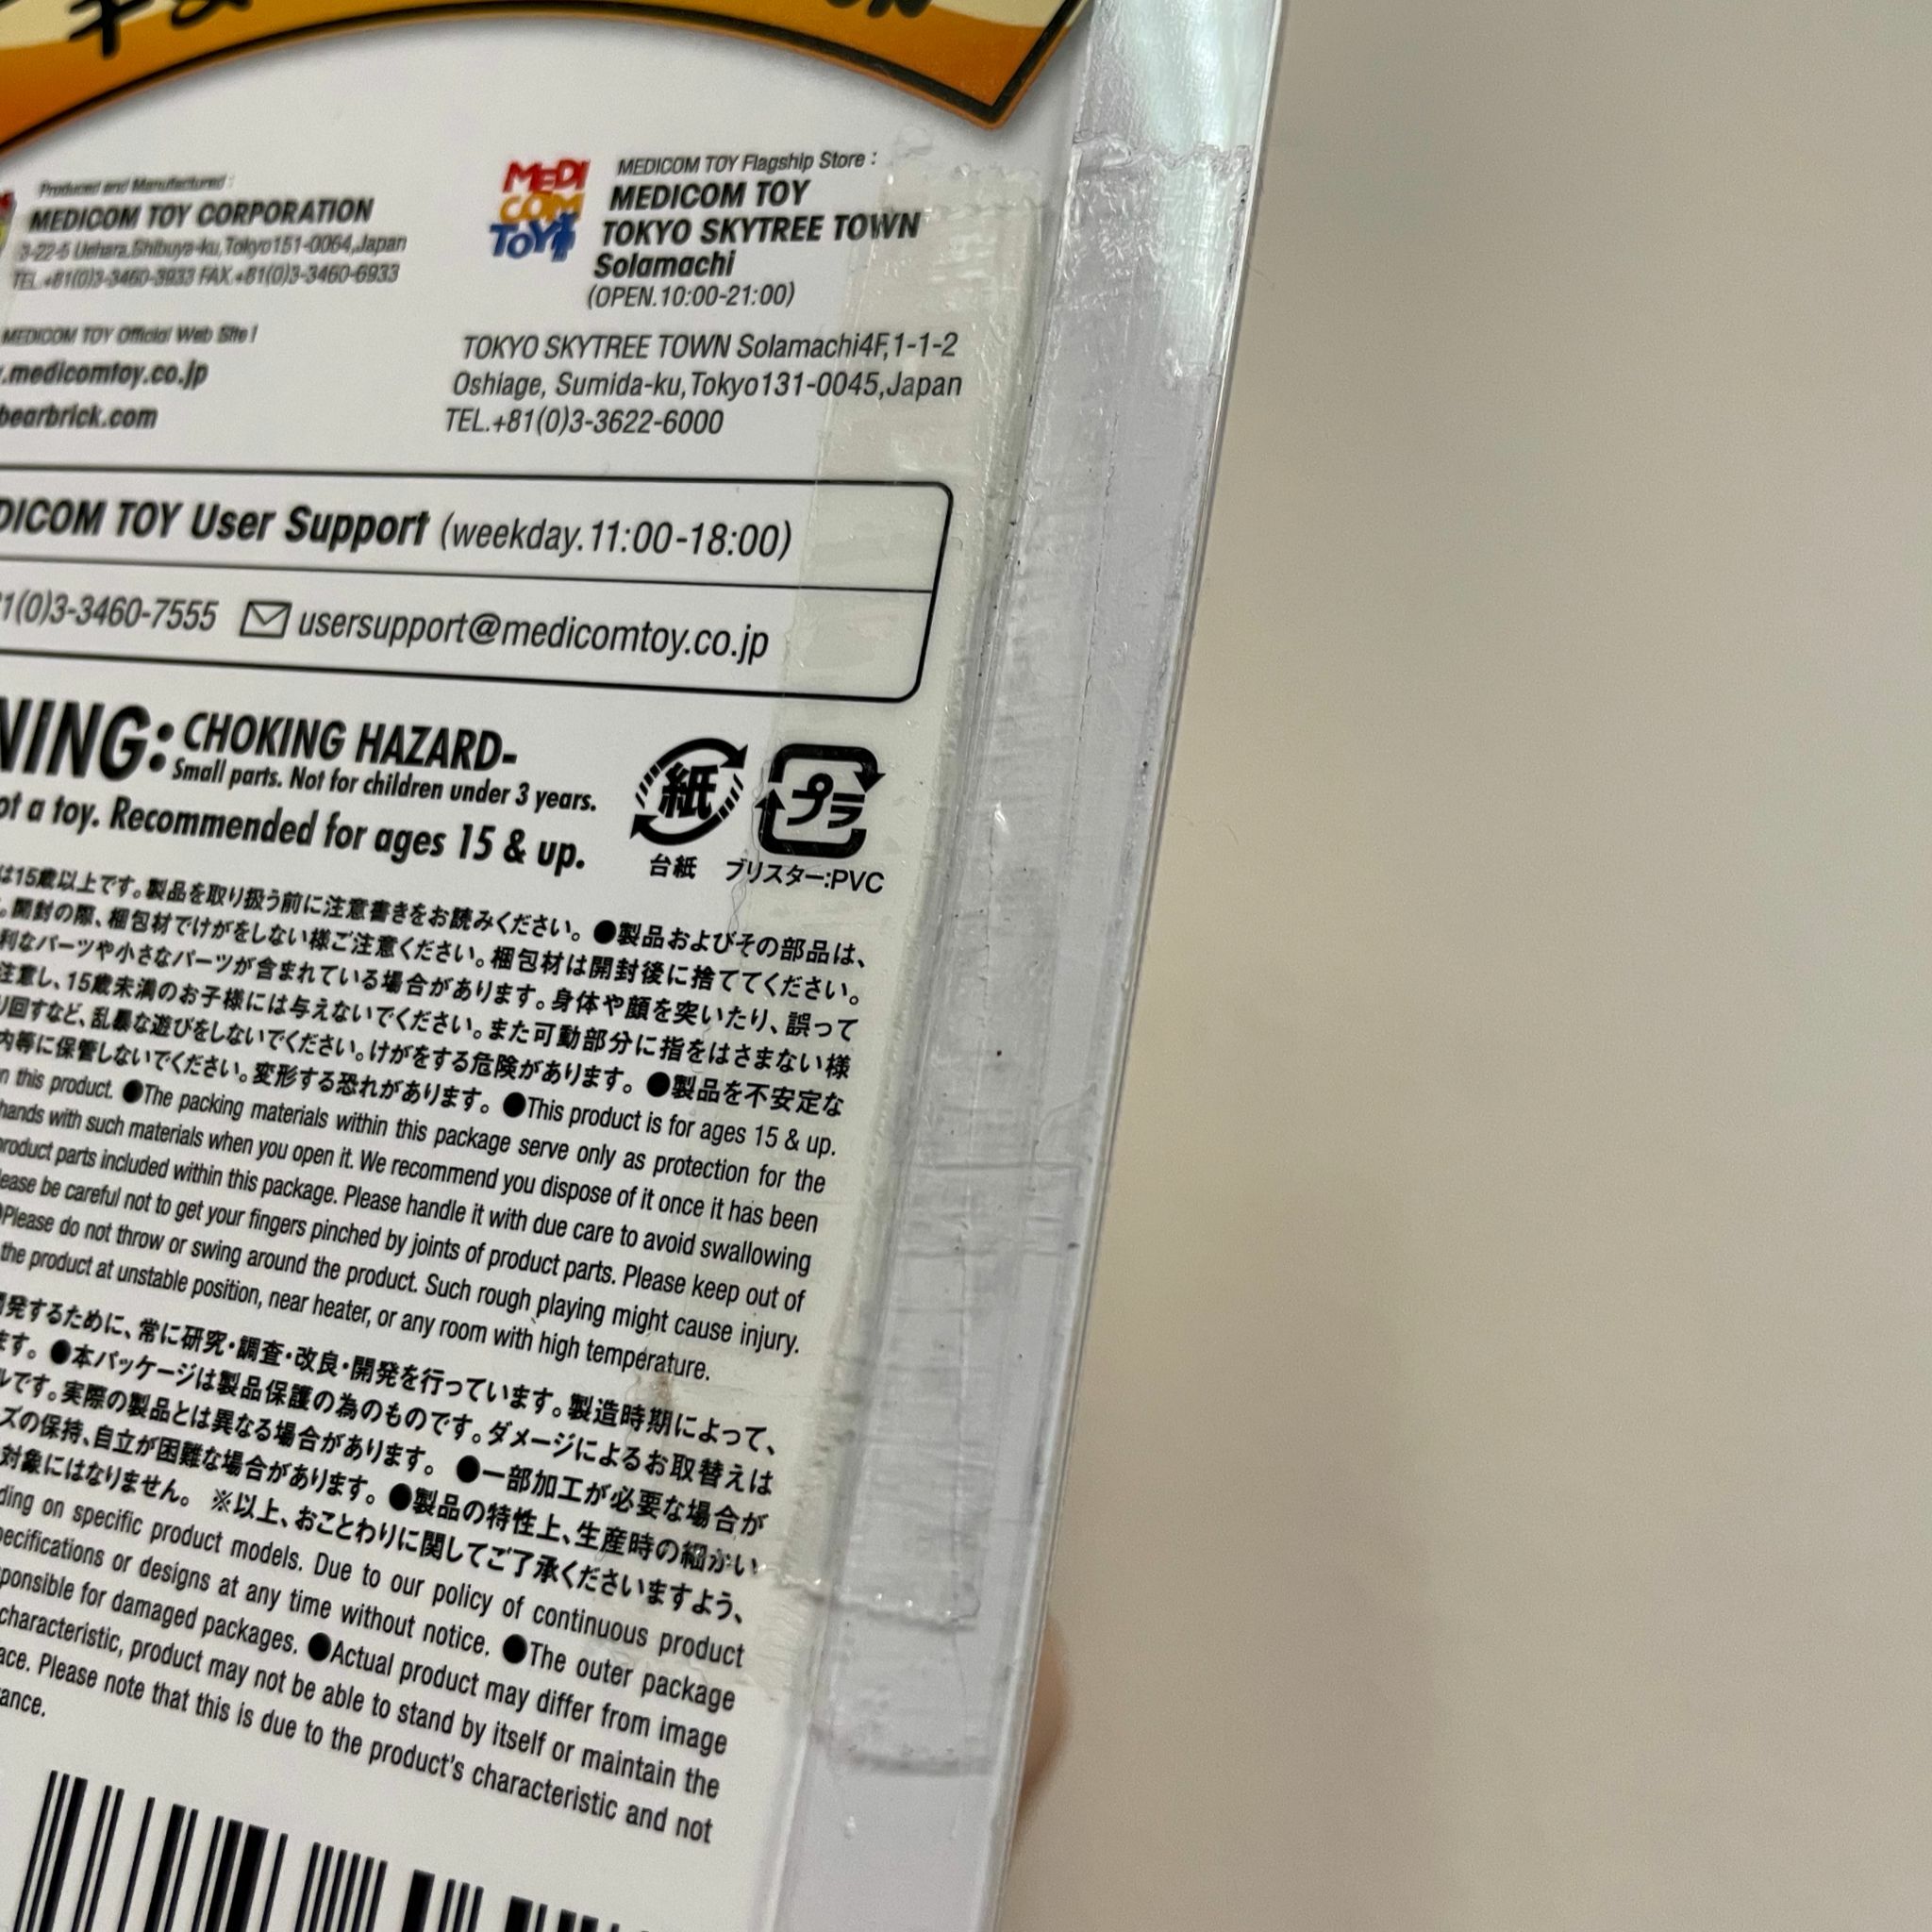 Produced and Manufactured :
MEDICOM TOY CORPORATION
3-22-5 Uehara.Shibuya-ku,Tokyo151-0064,Japan
TEL.+81(0)3-3460-3933 FAX.+81(0)3-3460-6933
MEDICOM TOY Official Web Site!
.medicomtoy.co.jp
bearbrick.com
MEDI
COM
TOY
MEDICOM TOY Flagship Store :
MEDICOM TOY
TOKYO SKYTREE TOWN
Solamachi
(OPEN.10:00-21:00)
TOKYO SKYTREE TOWN Solamachi4F,1-1-2
Oshiage, Sumida-ku,Tokyo131-0045,Japan
TEL.+81(0)3-3622-6000
DICOM TOY User Support (weekday.11:00-18:00)
1(0)3-3460-7555 usersupport@medicomtoy.co.jp
NING: CHOKING HAZARD-
Small parts. Not for children under 3 years.
ot a toy. Recommended for ages 15 & up.
紙
プラ
台紙 ブリスター:PVC
は15歳以上です。製品を取り扱う前に注意書きをお読みください。●製品およびその部品は、
。開封の際、梱包材でけがをしない様ご注意ください。梱包材は開封後に捨ててください。
利なパーツや小さなパーツが含まれている場合があります。身体や顔を突いたり、誤って
注意し、15歳未満のお子様には与えないでください。また可動部分に指をはさまない様
り回すなど、乱暴な遊びをしないでください。けがをする危険があります。●製品を不安定な
内等に保管しないでください。変形する恐れがあります。●This product is for ages 15 & up.
n this product. ●The packing materials within this package serve only as protection for the
hands with such materials when you open it. We recommend you dispose of it once it has been
product parts included within this package. Please handle it with due care to avoid swallowing
lease be careful not to get your fingers pinched by joints of product parts. Please keep out of
●Please do not throw or swing around the product. Such rough playing might cause injury.
the product at unstable position, near heater, or any room with high temperature.
開発するために、常に研究・調査・改良・開発を行っています。製造時期によって、
ます。●本パッケージは製品保護の為のものです。ダメージによるお取替えは
ルです。実際の製品とは異なる場合があります。●一部加工が必要な場合が
ズの保持、自立が困難な場合があります。●製品の特性上、生産時の細かい
対象にはなりません。※以上、おことわりに関してご了承くださいますよう、
ding on specific product models. Due to our policy of continuous product
pecifications or designs at any time without notice. ●The outer package
ponsible for damaged packages. ●Actual product may differ from image
characteristic, product may not be able to stand by itself or maintain the
ace. Please note that this is due to the product's characteristic and not
ance.